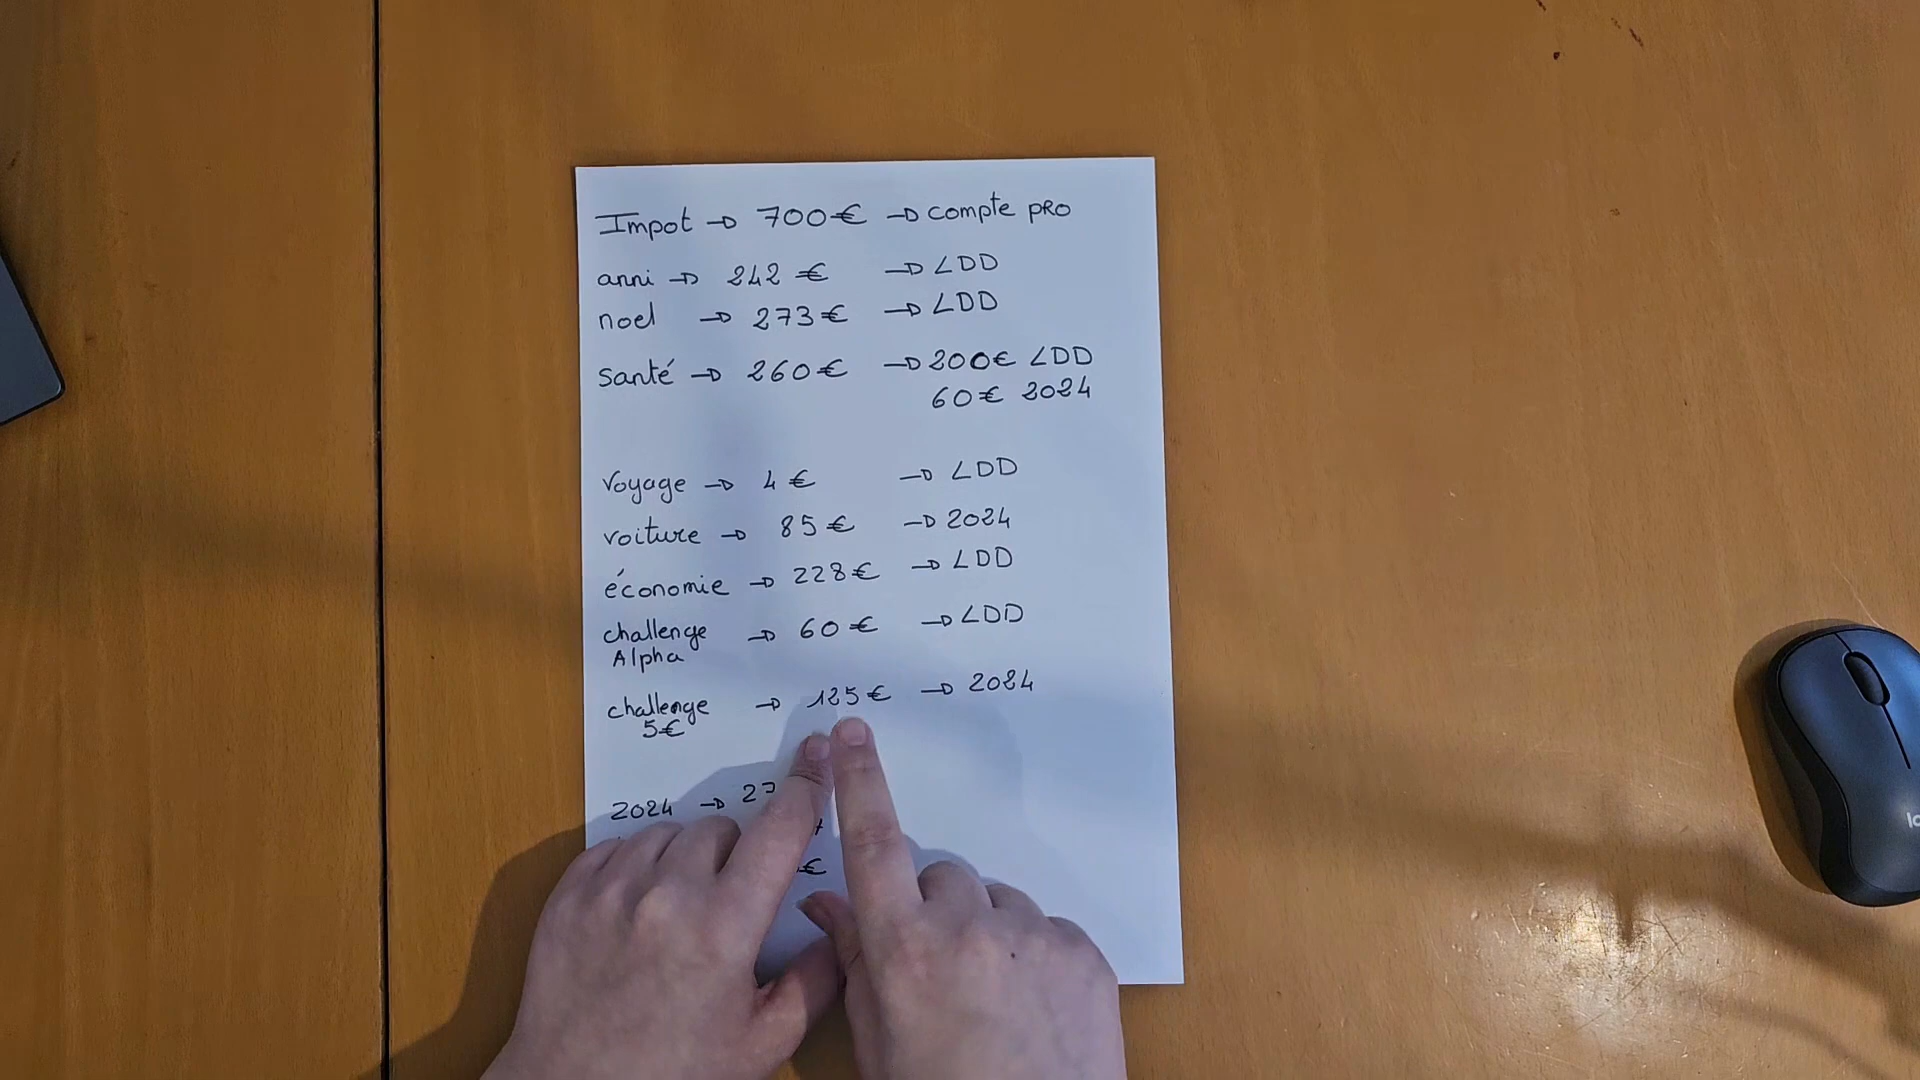 Impot → 700€ → compte PRO
anni → 242 € → LDD
noel → 273€ → LDD
santé → 260€ → 200€ LDD
60€ 2024
voyage → 4 € → LDD
voiture → 85€ → 2024
économie → 228€ → LDD
challenge → 60€ → LDD
Alpha
challenge → 125€ → 2024
5€
2024 → 27
€